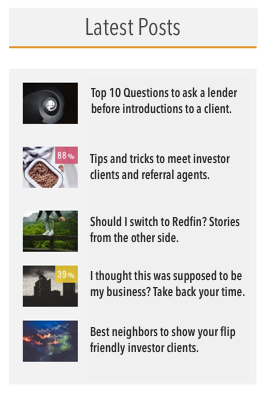 Latest Posts
Top 10 Questions to ask a lender
before introductions to a client.
88%
Tips and tricks to meet investor
clients and referral agents.
Should I switch to Redfin? Stories
from the other side.
39%
I thought this was supposed to be
my business? Take back your time.
Best neighbors to show your flip
friendly investor clients.